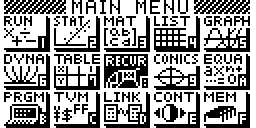 MAIN MENU
RUN STAT MAT LIST GRAPH
DYNA TABLE RECUR CONICS EQUA
PRGM TVM LINK CONT MEM